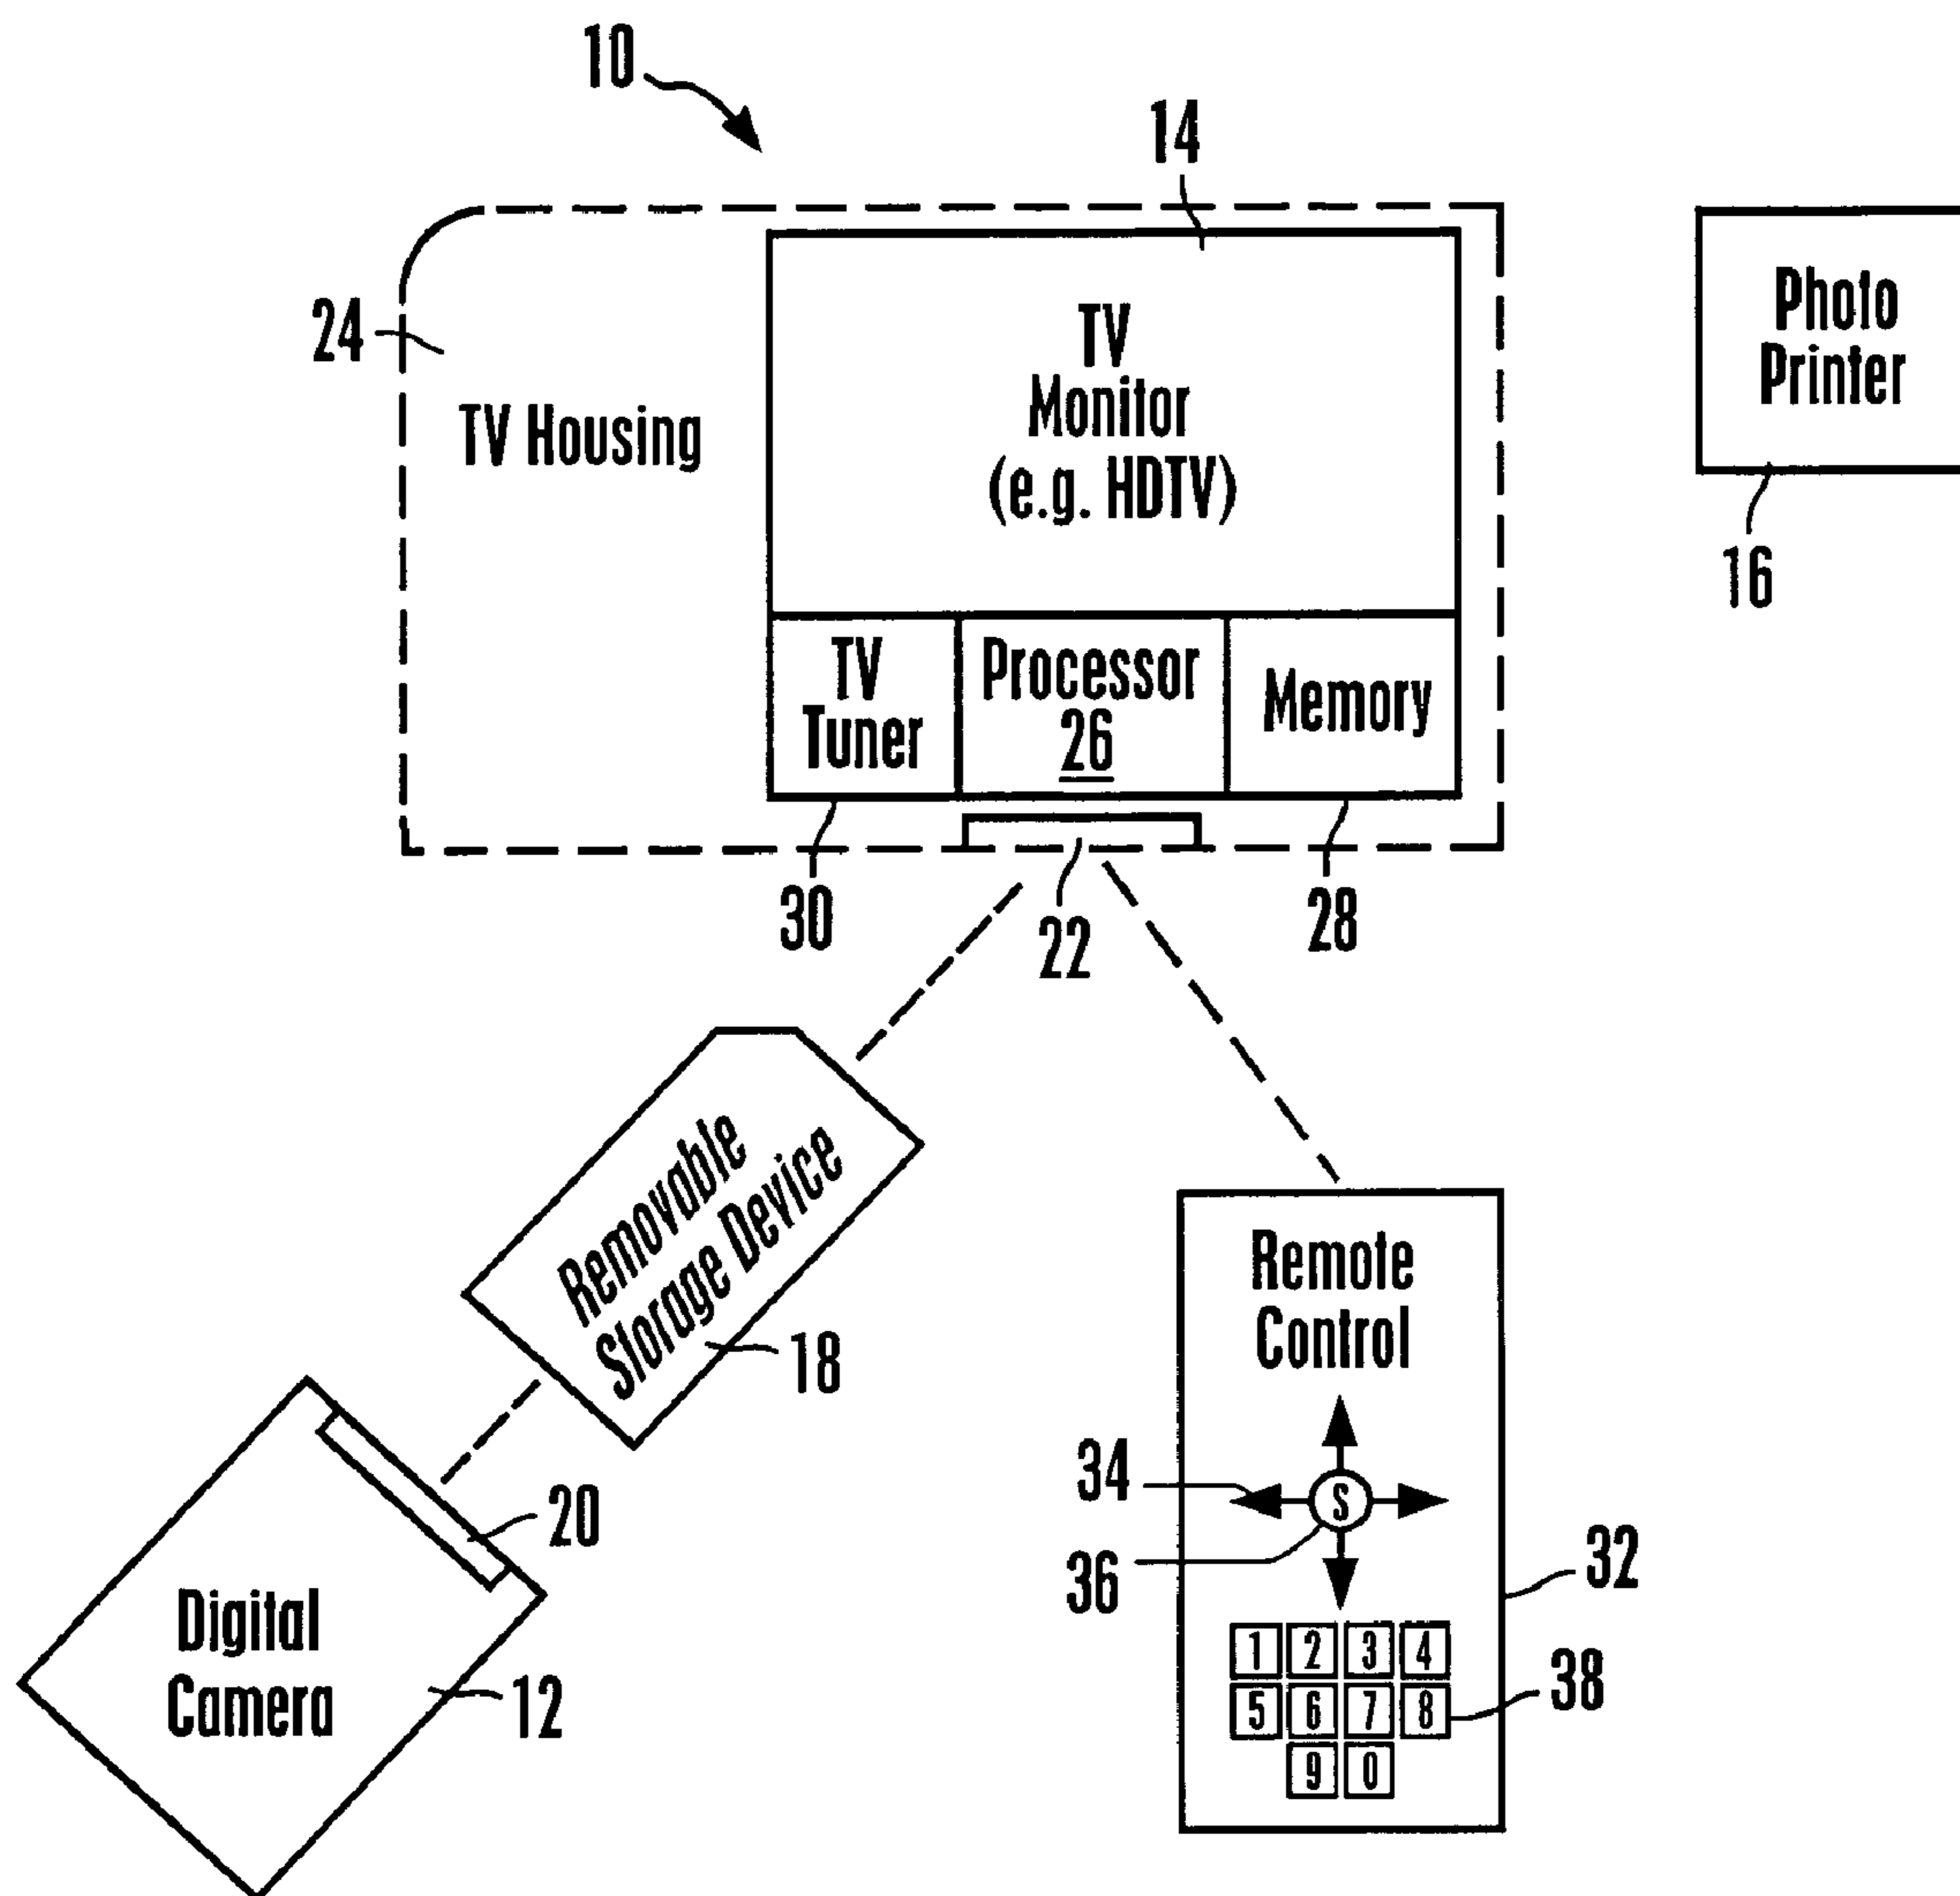 10
14
24
TV Housing
TV
Monitor
(e.g. HDTV)
Photo
Printer
16
TV
Tuner
Processor
26
Memory
30
22
28
Removable
Storage Device
18
20
Digital
Camera
12
Remote
Control
34
S
36
32
1 2 3 4
5 6 7 8
9 0
38